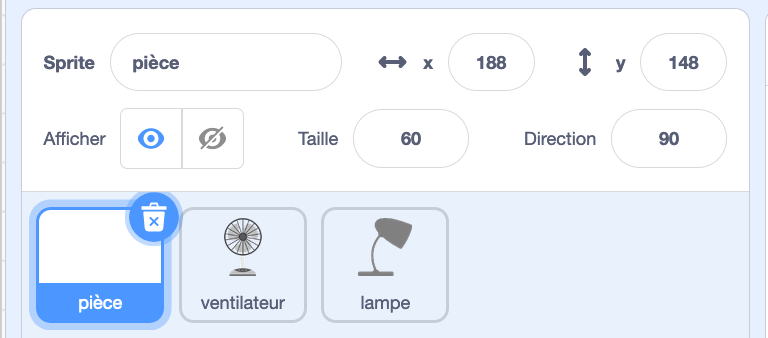 Sprite pièce x 188 y 148
Afficher Taille 60 Direction 90
pièce ventilateur lampe